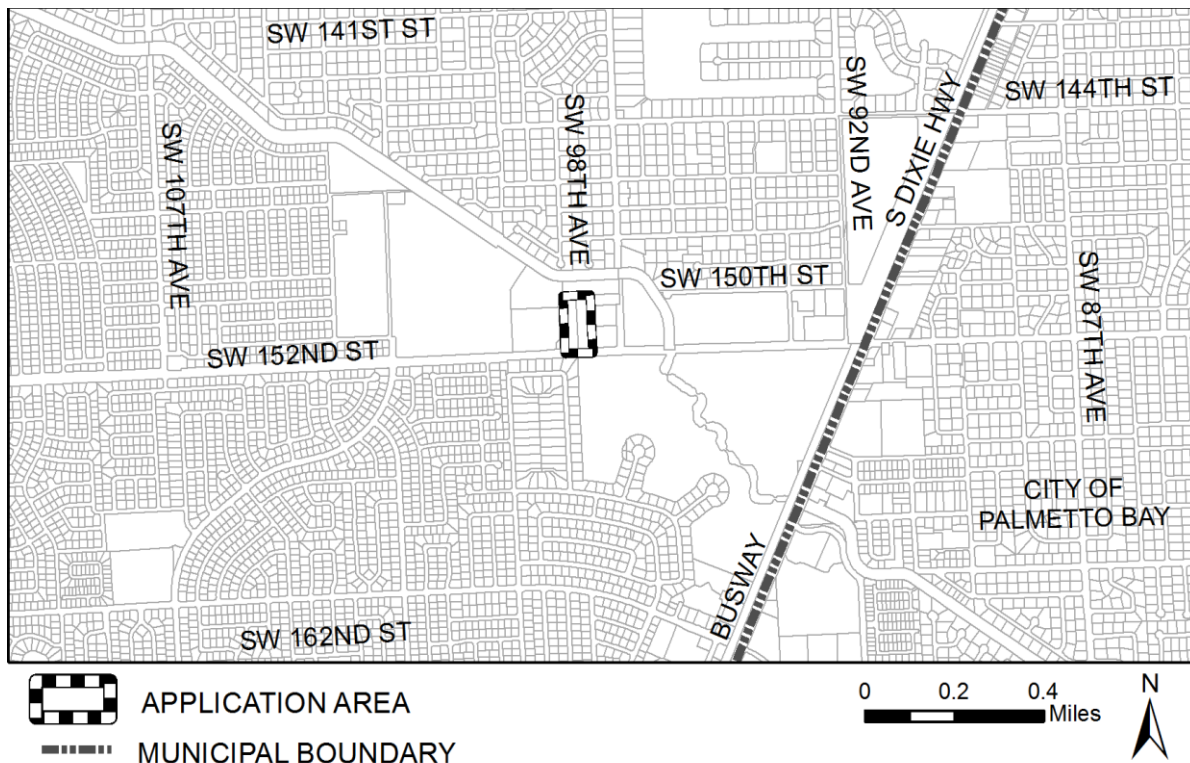 SW 141ST ST
SW 144TH ST
SW 107TH AVE
SW 98TH AVE
SW 92ND AVE
S DIXIE HWY
SW 150TH ST
SW 87TH AVE
SW 152ND ST
CITY OF
PALMETTO BAY
BUSWAY
SW 162ND ST
APPLICATION AREA
MUNICIPAL BOUNDARY
0 0.2 0.4
Miles
N